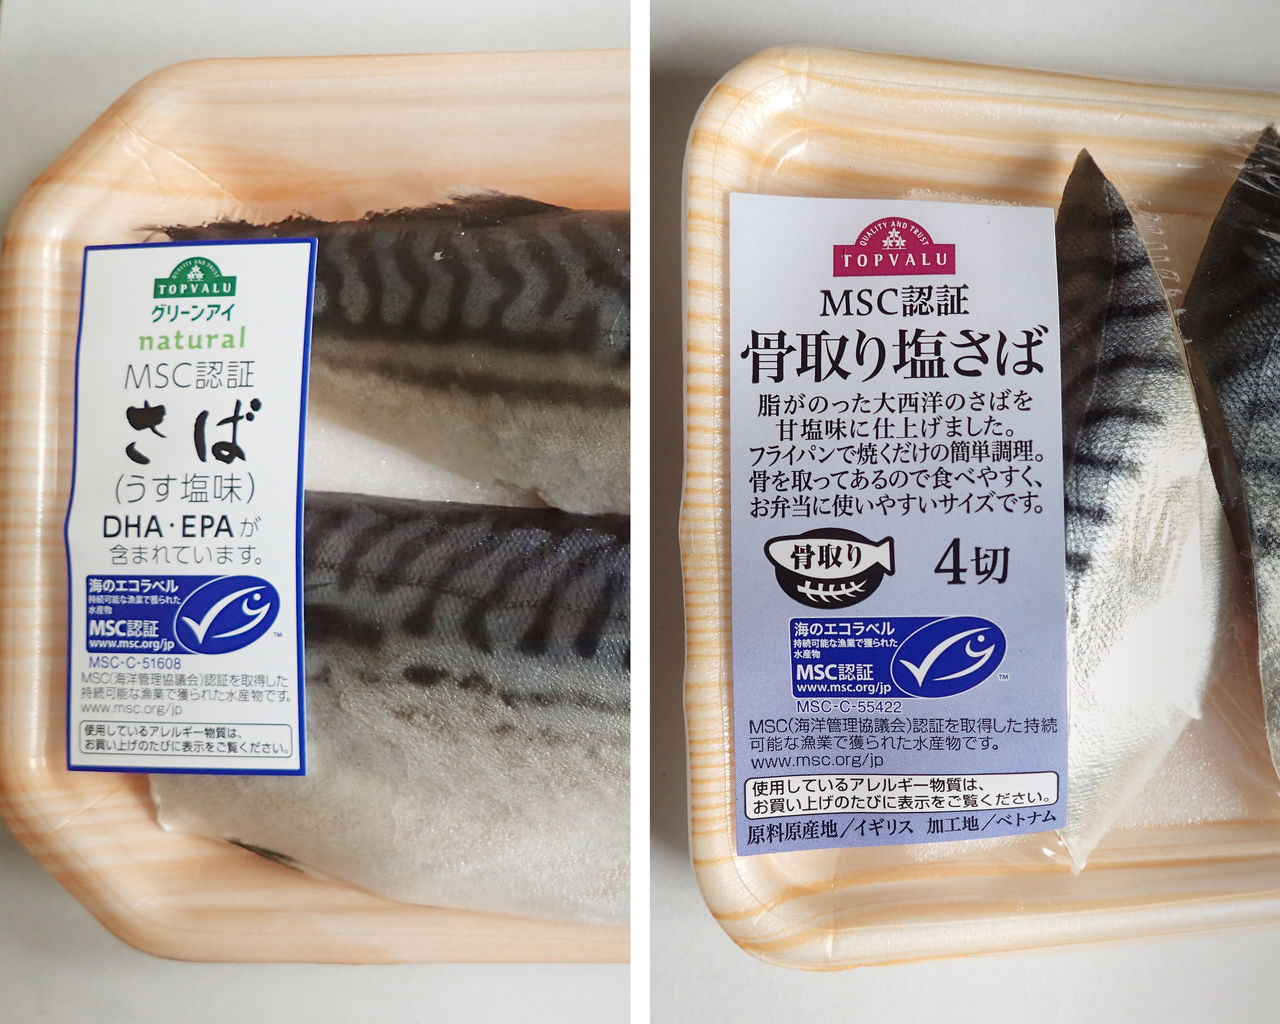 QUALITY AND TRUST
TOPVALU
グリーンアイ
natural
MSC認証
さば
(うす塩味)
DHA・EPAが
含まれています。
海のエコラベル
持続可能な漁業で獲られた
水産物
MSC認証
www.msc.org/jp
TM
MSC-C-51608
MSC(海洋管理協議会)認証を取得した
持続可能な漁業で獲られた水産物です。
www.msc.org/jp
使用しているアレルギー物質は、
お買い上げのたびに表示をご覧ください。
QUALITY AND TRUST
TOPVALU
MSC認証
骨取り塩さば
脂がのった大西洋のさばを
甘塩味に仕上げました。
フライパンで焼くだけの簡単調理。
骨を取ってあるので食べやすく、
お弁当に使いやすいサイズです。
骨取り
4切
海のエコラベル
持続可能な漁業で獲られた
水産物
MSC認証
www.msc.org/jp
TM
MSC-C-55422
MSC(海洋管理協議会)認証を取得した持続
可能な漁業で獲られた水産物です。
www.msc.org/jp
使用しているアレルギー物質は、
お買い上げのたびに表示をご覧ください。
原料原産地/イギリス 加工地/ベトナム